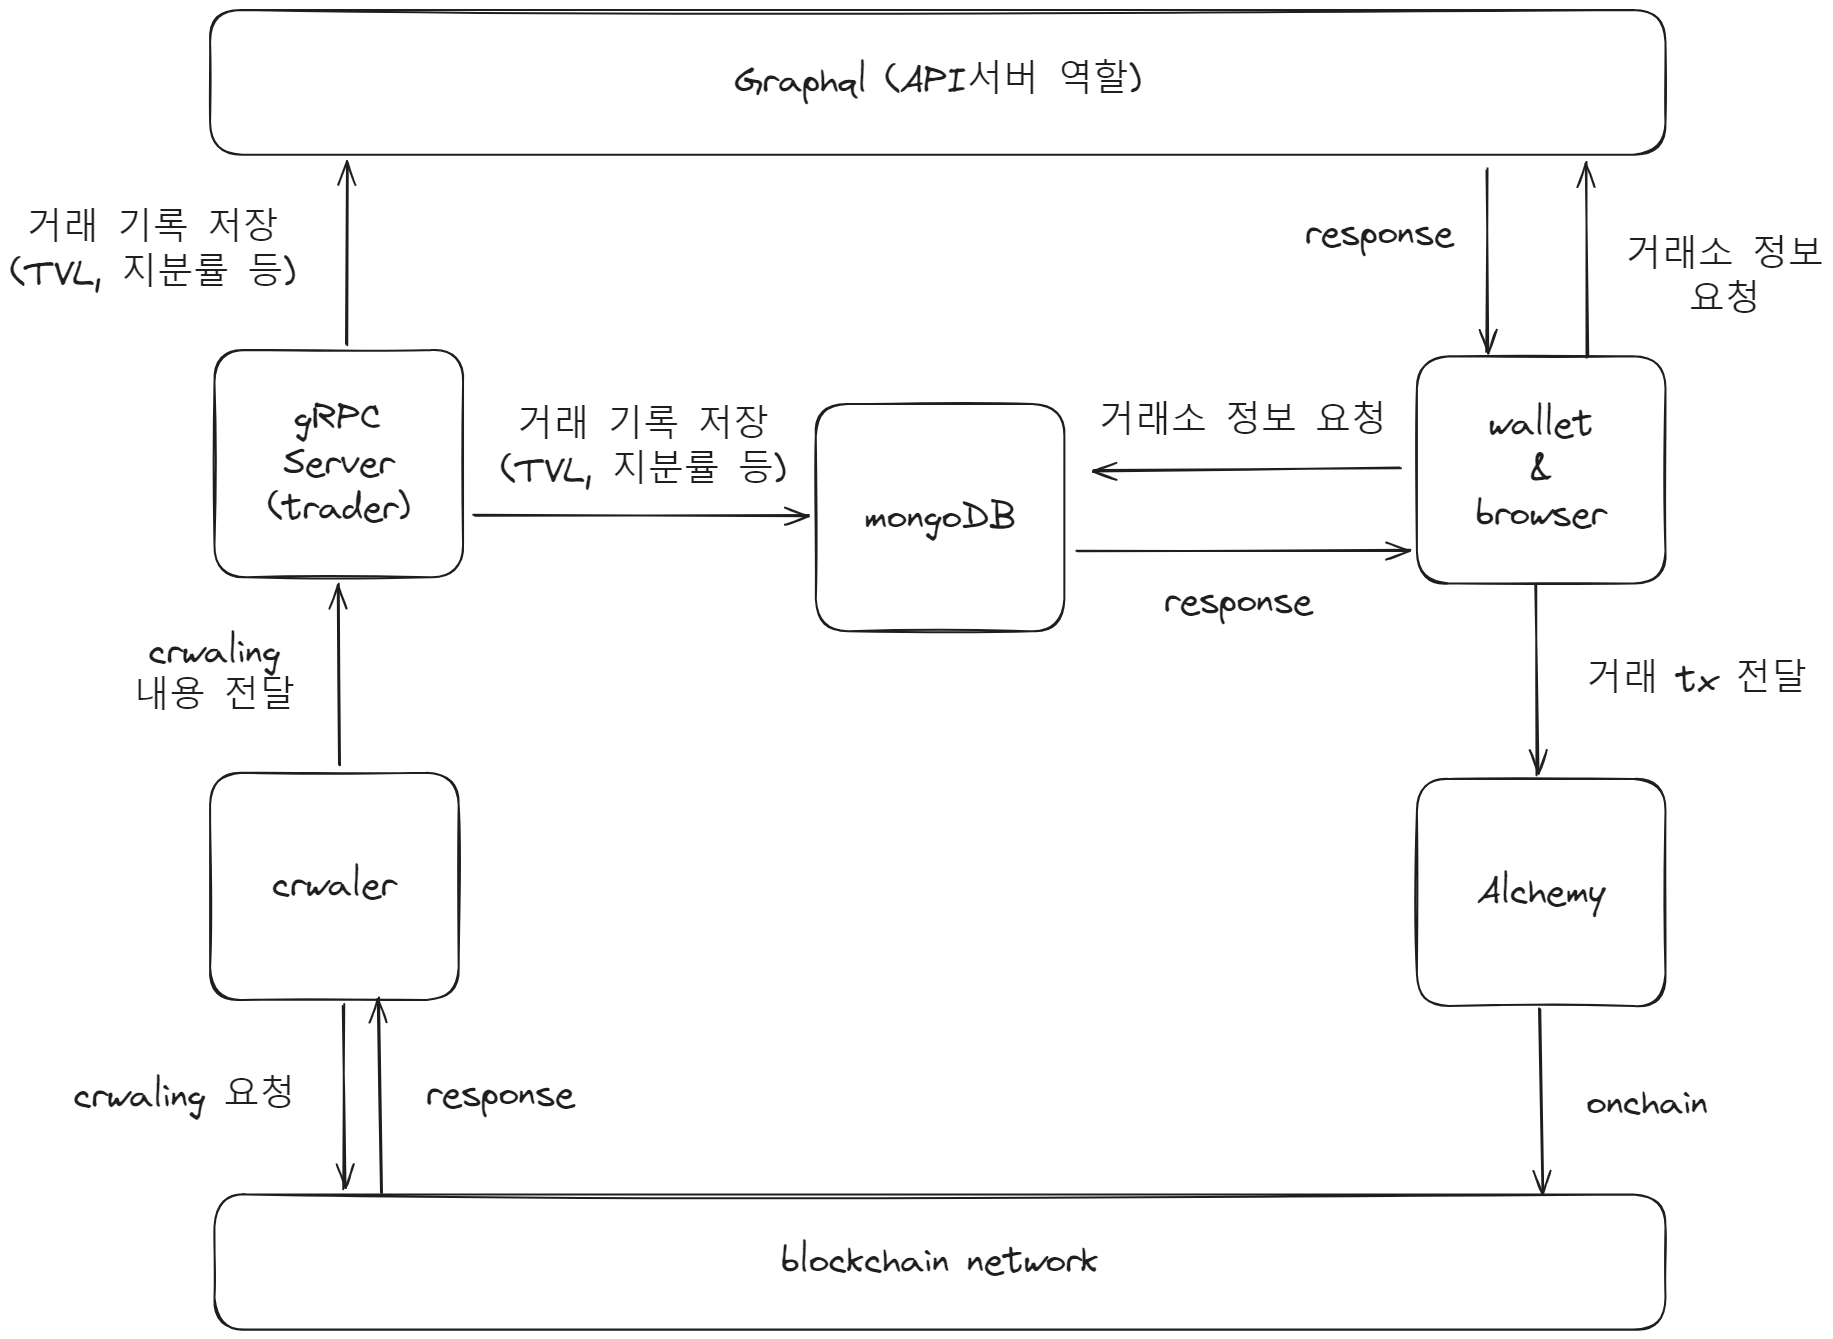 Graphql (API서버 역할)
거래 기록 저장
(TVL, 지분률 등)
response
거래소 정보
요청
gRPC
Server
(trader)
거래 기록 저장
(TVL, 지분률 등)
mongoDB
거래소 정보 요청
response
wallet
&
browser
crwaling
내용 전달
거래 tx 전달
crwaler
Alchemy
crwaling 요청
response
onchain
blockchain network